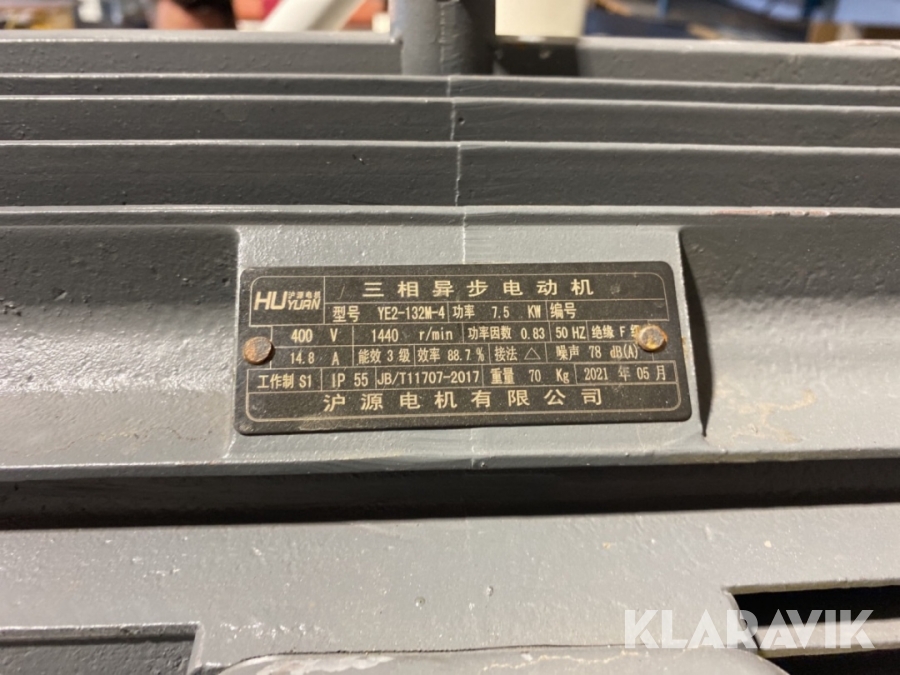 三相异步电动机
HU YUAN 沪源电机
型号 YE2-132M-4 功率 7.5 KW 编号
400 V 1440 r/min 功率因数 0.83 50 HZ 绝缘 F 级
14.8 A 能效 3 级 效率 88.7 % 接法 △ 噪声 78 dB(A)
工作制 S1 IP 55 JB/T11707-2017 重量 70 Kg 2021 年 05 月
沪源电机有限公司
KLARAVIK